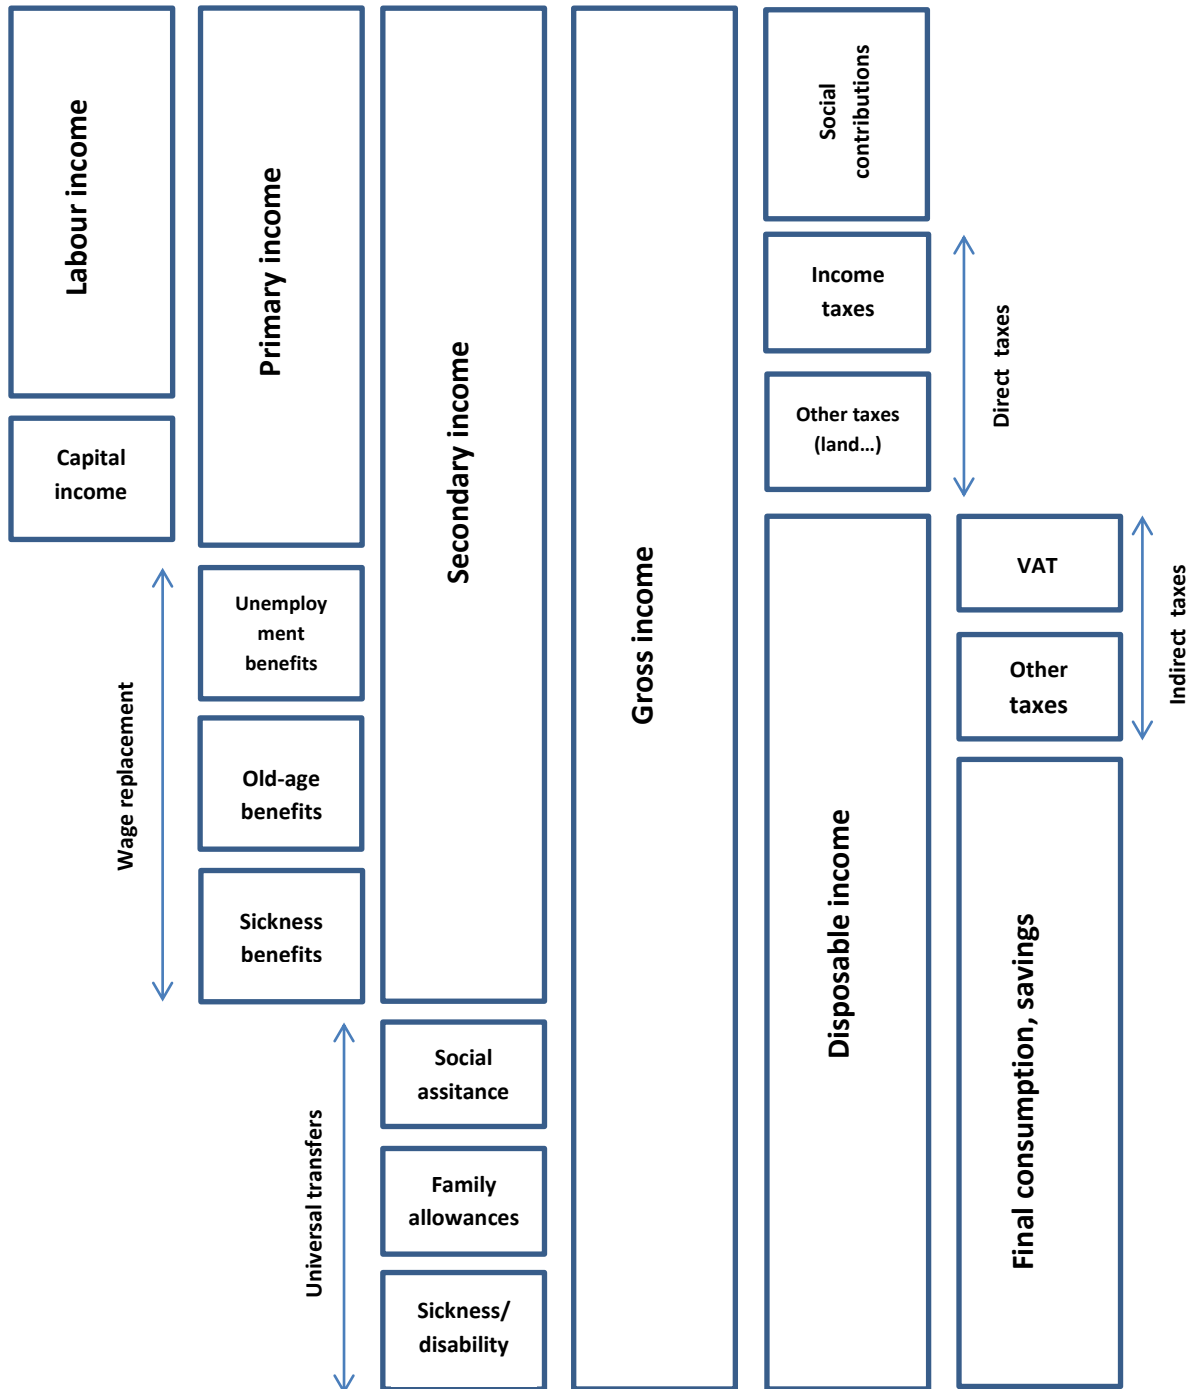 Labour income
Capital
income
Primary income
Unemploy
ment
benefits
Old-age
benefits
Sickness
benefits
Wage replacement
Secondary income
Social
assitance
Family
allowances
Sickness/
disability
Universal transfers
Gross income
Social
contributions
Income
taxes
Other taxes
(land...)
Direct taxes
Disposable income
VAT
Other
taxes
Indirect taxes
Final consumption, savings